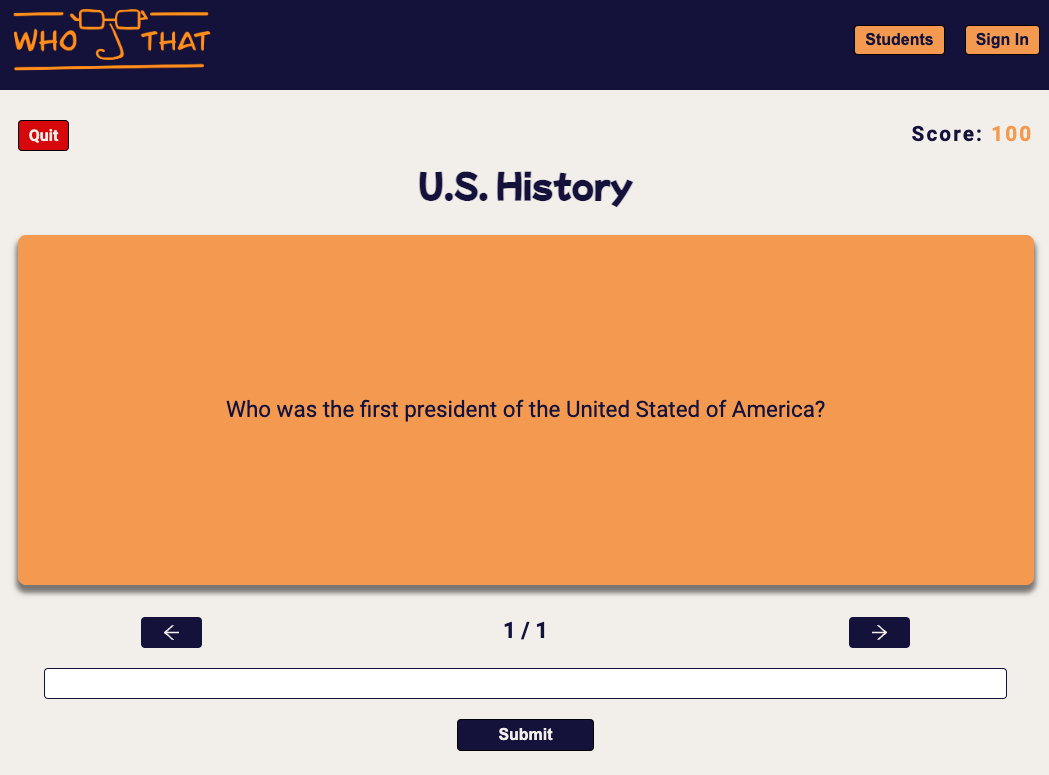 WHO THAT
Students
Sign In
Quit
Score: 100
U.S. History
Who was the first president of the United Stated of America?
←
1 / 1
→
Submit